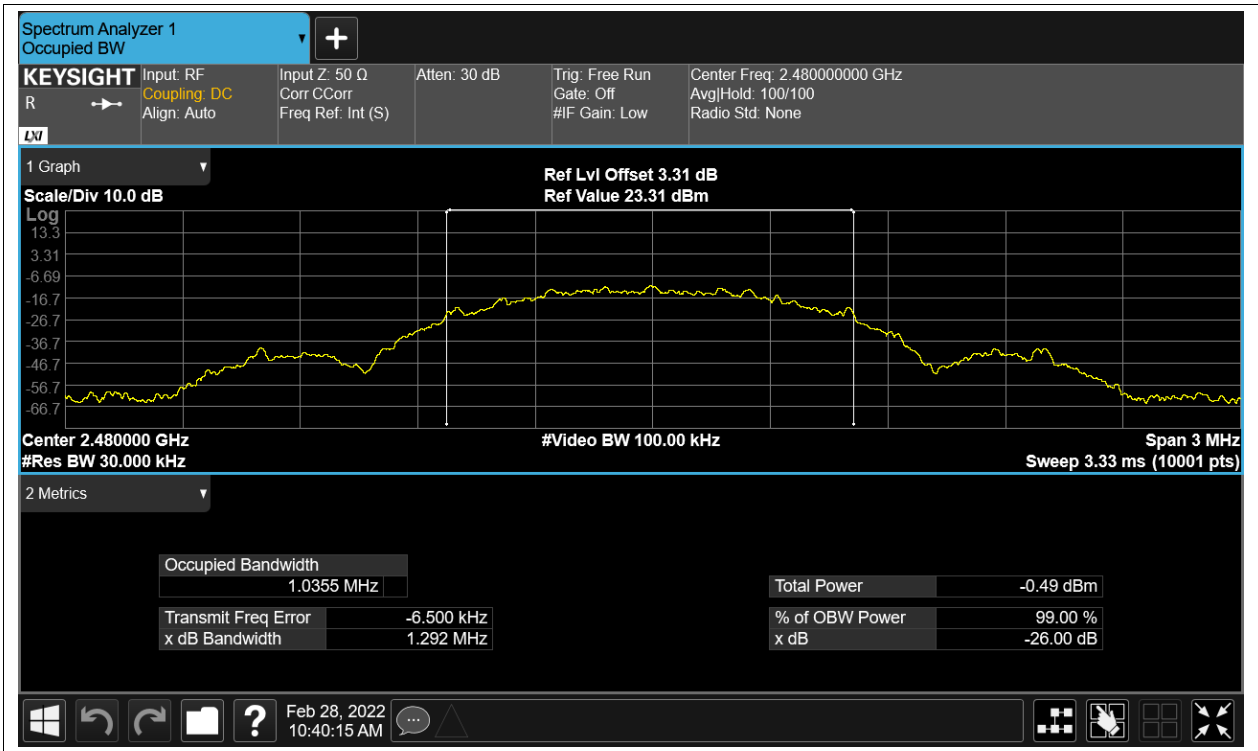 Spectrum Analyzer 1
Occupied BW
KEYSIGHT
R
LXI
Input: RF
Coupling: DC
Align: Auto
Input Z: 50 Ω
Corr CCorr
Freq Ref: Int (S)
Atten: 30 dB
Trig: Free Run
Gate: Off
#IF Gain: Low
Center Freq: 2.480000000 GHz
Avg|Hold: 100/100
Radio Std: None
1 Graph
Scale/Div 10.0 dB
Ref Lvl Offset 3.31 dB
Ref Value 23.31 dBm
Log
13.3
3.31
-6.69
-16.7
-26.7
-36.7
-46.7
-56.7
-66.7
Center 2.480000 GHz
#Res BW 30.000 kHz
#Video BW 100.00 kHz
Span 3 MHz
Sweep 3.33 ms (10001 pts)
2 Metrics
Occupied Bandwidth
1.0355 MHz
Transmit Freq Error -6.500 kHz
x dB Bandwidth 1.292 MHz
Total Power -0.49 dBm
% of OBW Power 99.00 %
x dB -26.00 dB
?
Feb 28, 2022
10:40:15 AM